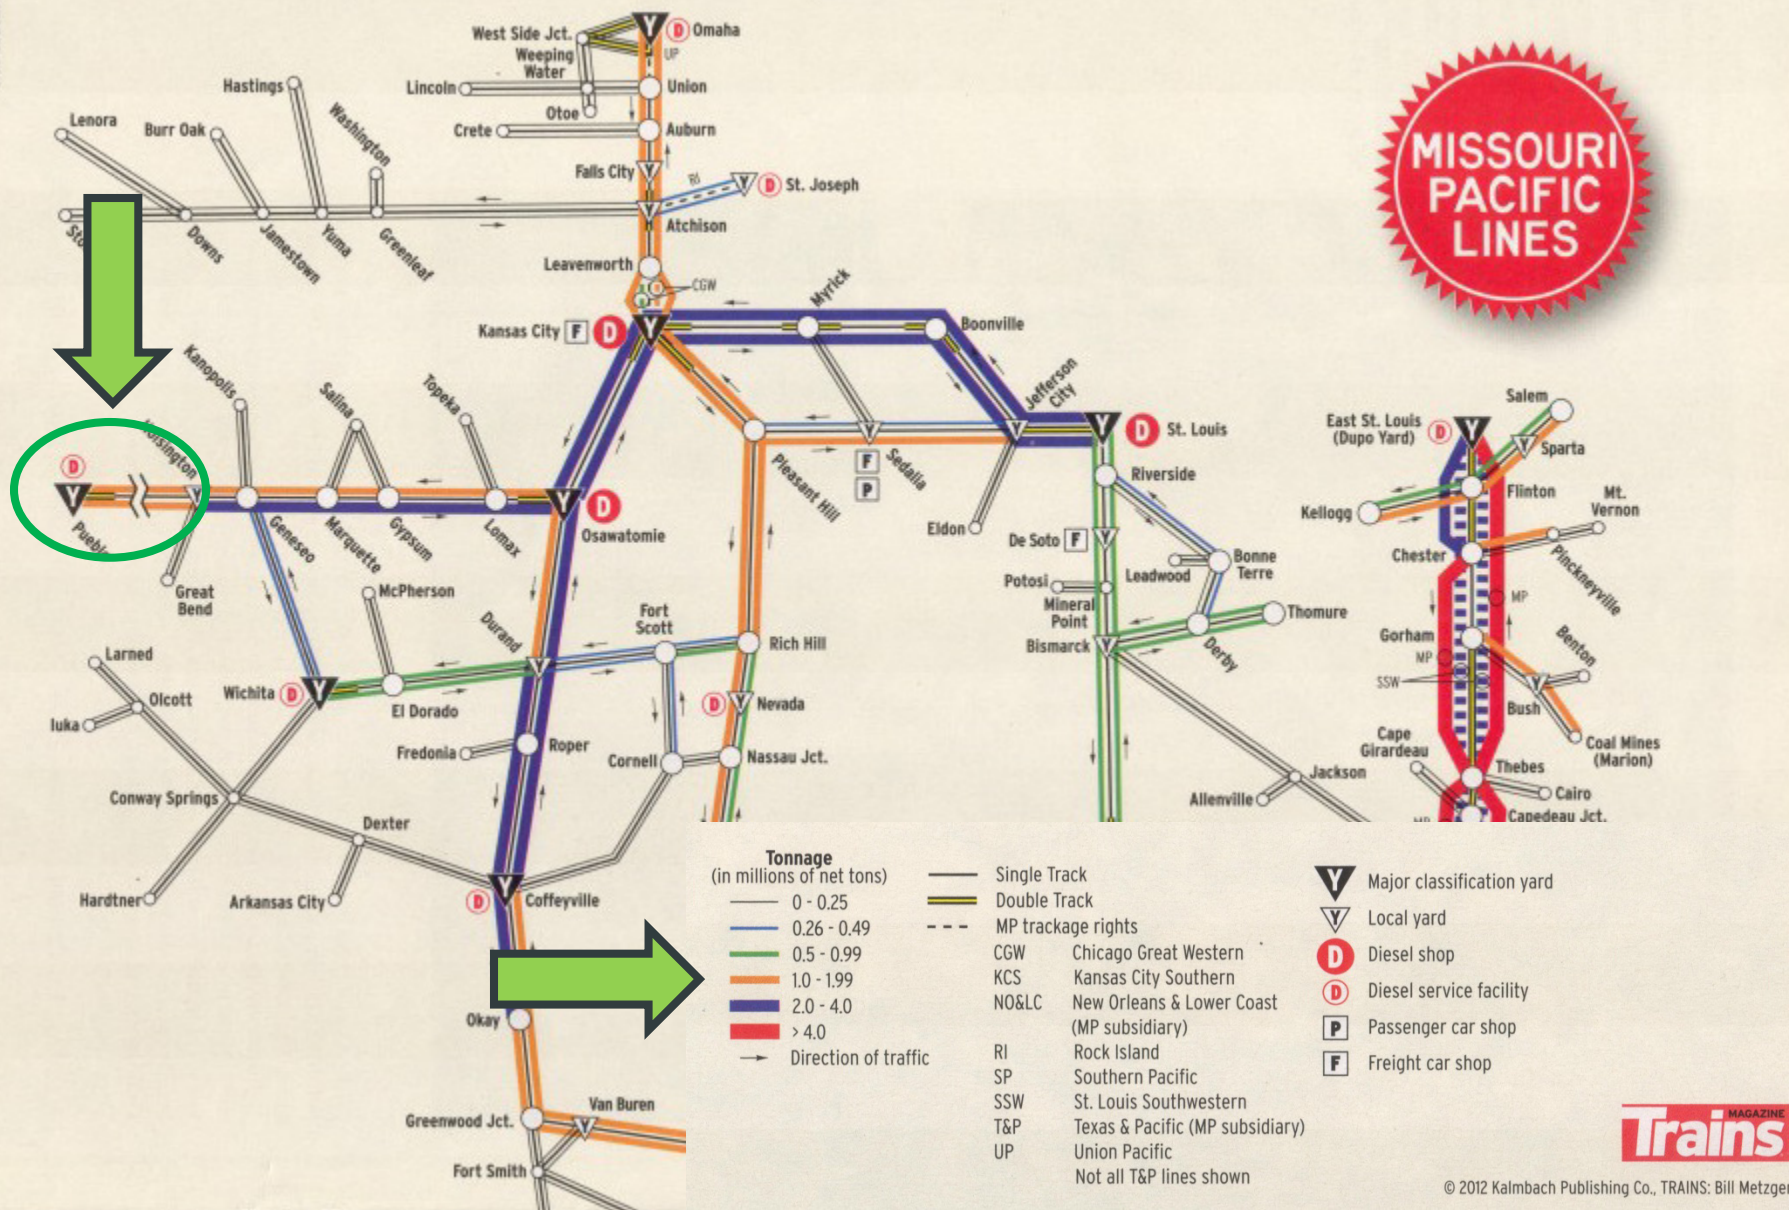 MISSOURI
PACIFIC
LINES
West Side Jct.
Y
D
Omaha
UP
Weeping
Water
Lincoln
Union
Otoe
Crete
Auburn
Hastings
Washington
Lenora
Burr Oak
Falls City
Y
RI
Y
D
St. Joseph
Y
Atchison
Downs
Jamestown
Yuma
Greenleaf
Leavenworth
CGW
Kansas City
F
D
Y
Myrick
Boonville
Jefferson
City
Y
Y
D
St. Louis
Kanopolis
Salina
Topeka
D
Y
Y
Y
D
Osawatomie
Geneseo
Marquette
Gypsum
Lomax
Great
Bend
McPherson
Pleasant Hill
Y
F
P
Sedalia
Eldon
Riverside
De Soto
F
Y
Leadwood
Bonne
Terre
Potosi
Mineral
Point
Thomure
Bismarck
Y
Derby
Durand
Y
Fort
Scott
Rich Hill
Larned
Olcott
Iuka
Wichita
D
Y
El Dorado
D
Y
Nevada
Fredonia
Roper
Cornell
Nassau Jct.
Conway Springs
Dexter
Jackson
Allenville
Hardtner
Arkansas City
D
Y
Coffeyville
Okay
Greenwood Jct.
Van Buren
Y
Fort Smith
East St. Louis
(Dupo Yard)
D
Y
Salem
Y
Sparta
Flinton
Kellogg
Mt.
Vernon
Chester
Pinckneyville
MP
Gorham
MP
SSW
Benton
Y
Bush
Cape
Girardeau
Coal Mines
(Marion)
Thebes
Cairo
Capedeau Jct.
Tonnage
(in millions of net tons)
0 - 0.25
0.26 - 0.49
0.5 - 0.99
1.0 - 1.99
2.0 - 4.0
> 4.0
Direction of traffic
Single Track
Double Track
MP trackage rights
CGW Chicago Great Western
KCS Kansas City Southern
NO&LC New Orleans & Lower Coast
(MP subsidiary)
RI Rock Island
SP Southern Pacific
SSW St. Louis Southwestern
T&P Texas & Pacific (MP subsidiary)
UP Union Pacific
Not all T&P lines shown
Y Major classification yard
Y Local yard
D Diesel shop
D Diesel service facility
P Passenger car shop
F Freight car shop
Trains MAGAZINE
© 2012 Kalmbach Publishing Co., TRAINS: Bill Metzger